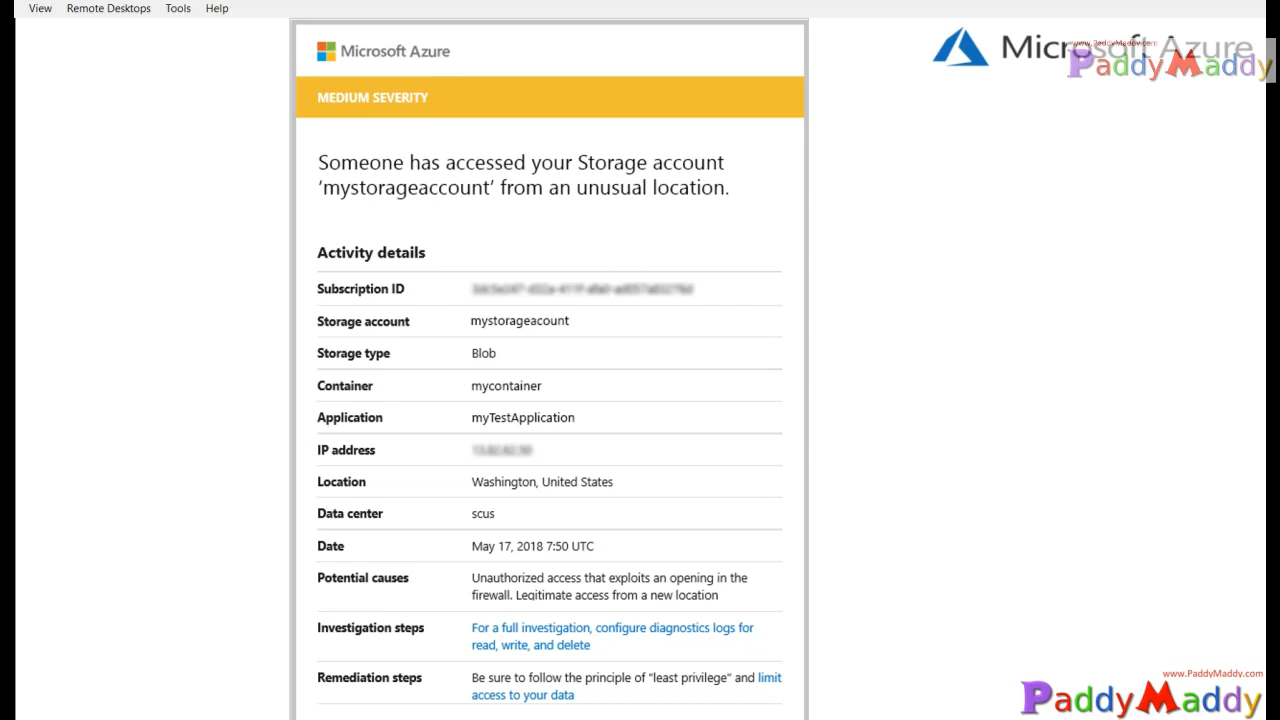 View Remote Desktops Tools Help
Microsoft Azure
Microsoft Azure
www.PaddyMaddy.com
PaddyMaddy
MEDIUM SEVERITY
Someone has accessed your Storage account
‘mystorageaccount’ from an unusual location.
Activity details
Subscription ID
Storage account mystorageacount
Storage type Blob
Container mycontainer
Application myTestApplication
IP address
Location Washington, United States
Data center scus
Date May 17, 2018 7:50 UTC
Potential causes Unauthorized access that exploits an opening in the
firewall. Legitimate access from a new location
Investigation steps For a full investigation, configure diagnostics logs for
read, write, and delete
Remediation steps Be sure to follow the principle of "least privilege" and limit
access to your data
www.PaddyMaddy.com
PaddyMaddy